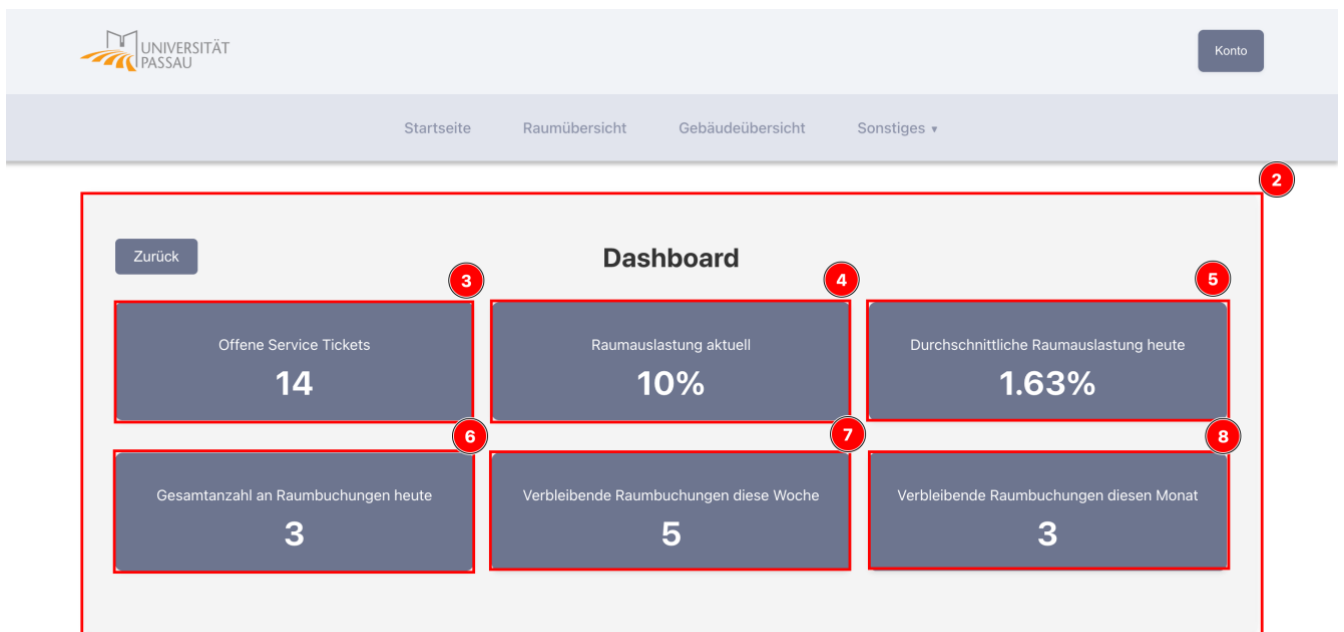 UNIVERSITÄT
PASSAU
Konto
Startseite Raumübersicht Gebäudeübersicht Sonstiges ▾
2
Zurück
Dashboard
3
4
5
Offene Service Tickets
14
Raumauslastung aktuell
10%
Durchschnittliche Raumauslastung heute
1.63%
6
7
8
Gesamtanzahl an Raumbuchungen heute
3
Verbleibende Raumbuchungen diese Woche
5
Verbleibende Raumbuchungen diesen Monat
3